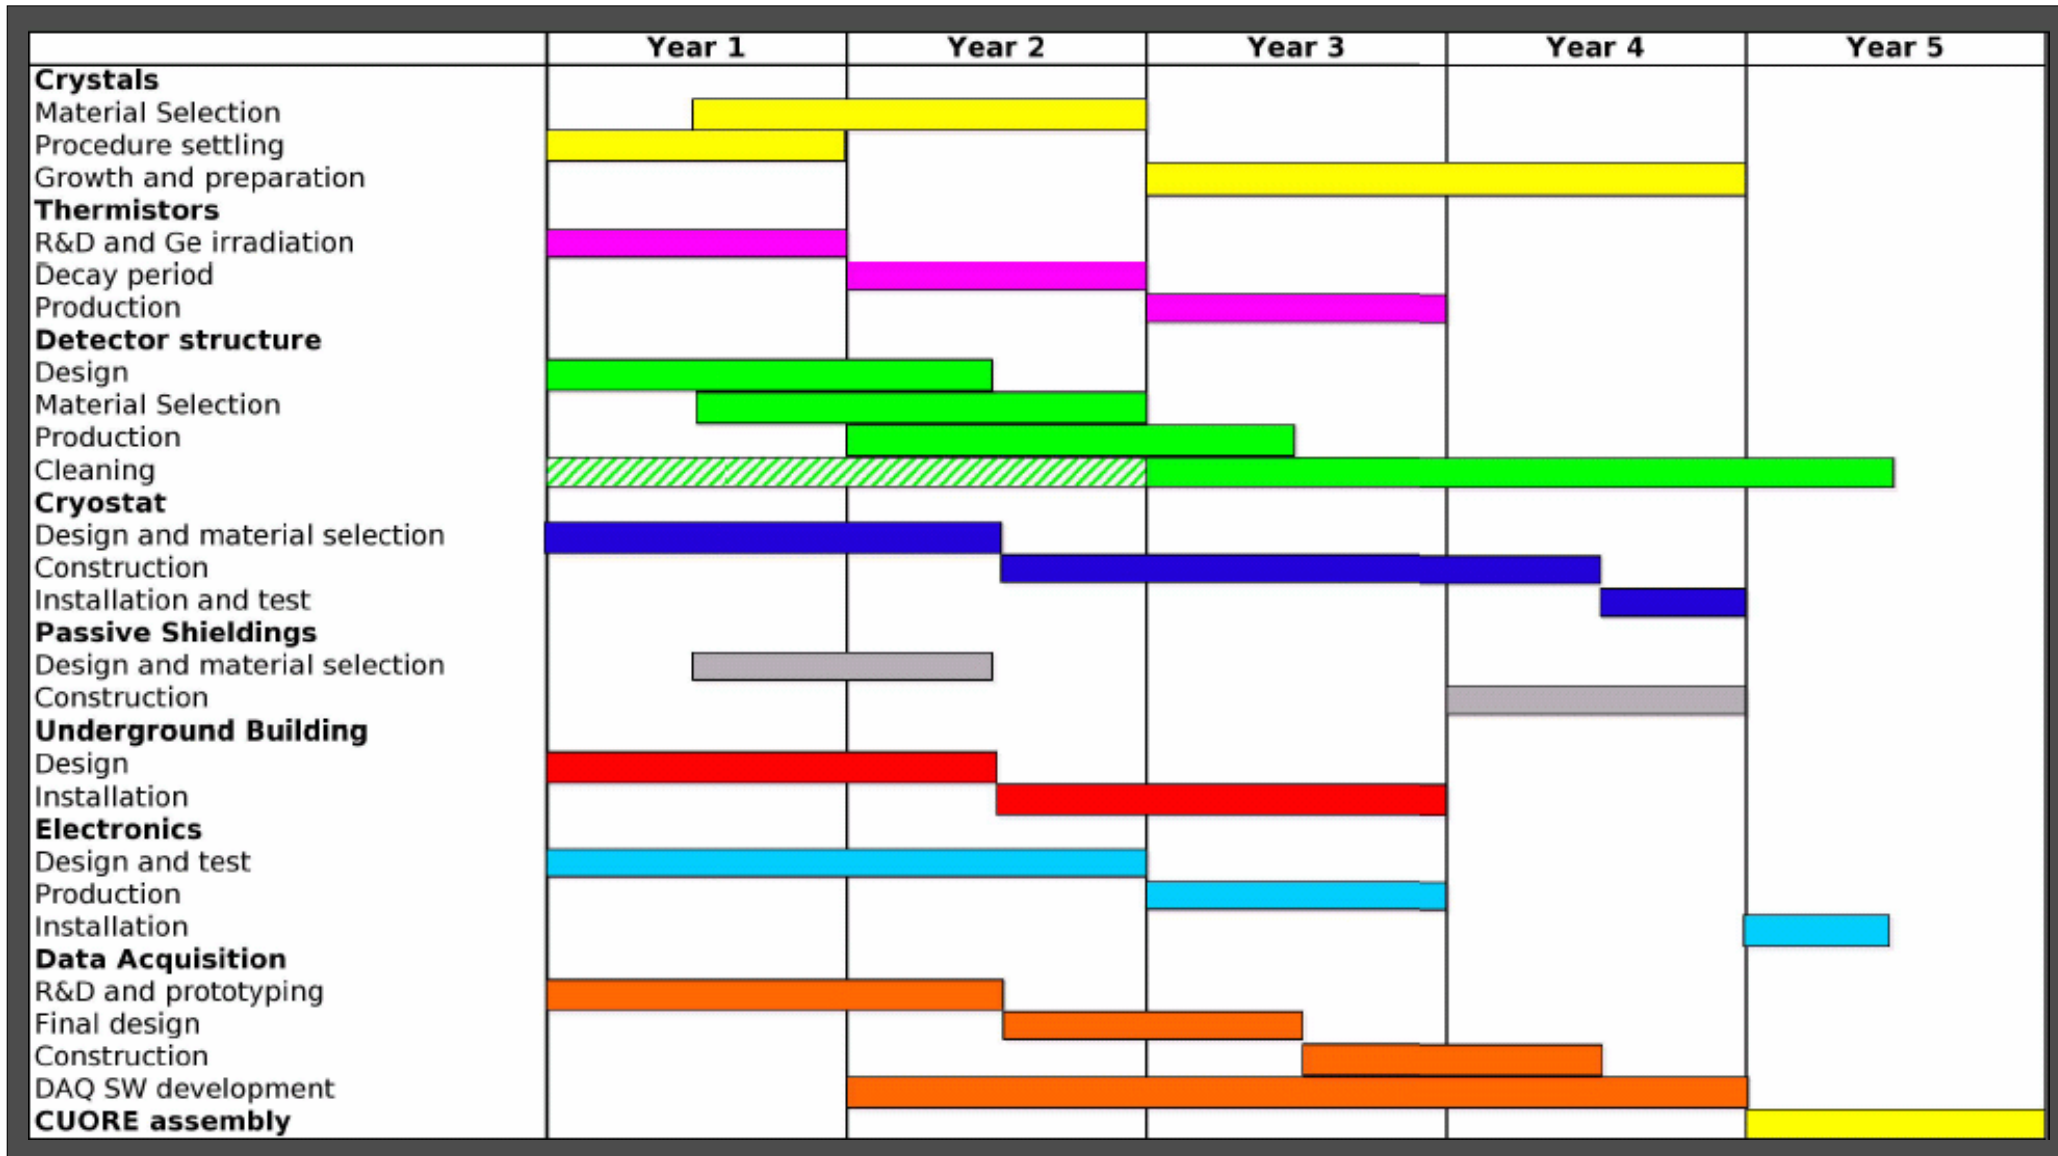 Year 1 Year 2 Year 3 Year 4 Year 5
Crystals
Material Selection
Procedure settling
Growth and preparation
Thermistors
R&D and Ge irradiation
Decay period
Production
Detector structure
Design
Material Selection
Production
Cleaning
Cryostat
Design and material selection
Construction
Installation and test
Passive Shieldings
Design and material selection
Construction
Underground Building
Design
Installation
Electronics
Design and test
Production
Installation
Data Acquisition
R&D and prototyping
Final design
Construction
DAQ SW development
CUORE assembly